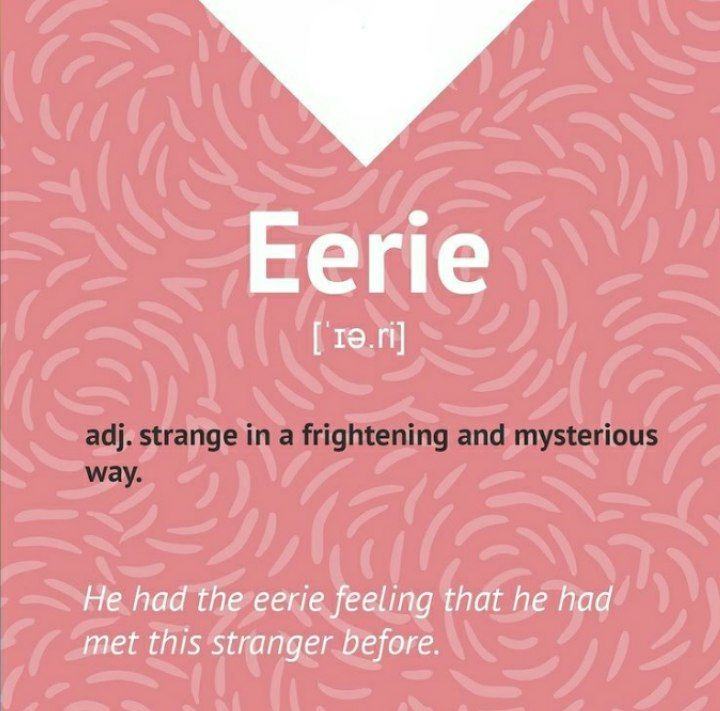 Eerie
[ˈɪə.ri]
adj. strange in a frightening and mysterious
way.
He had the eerie feeling that he had
met this stranger before.